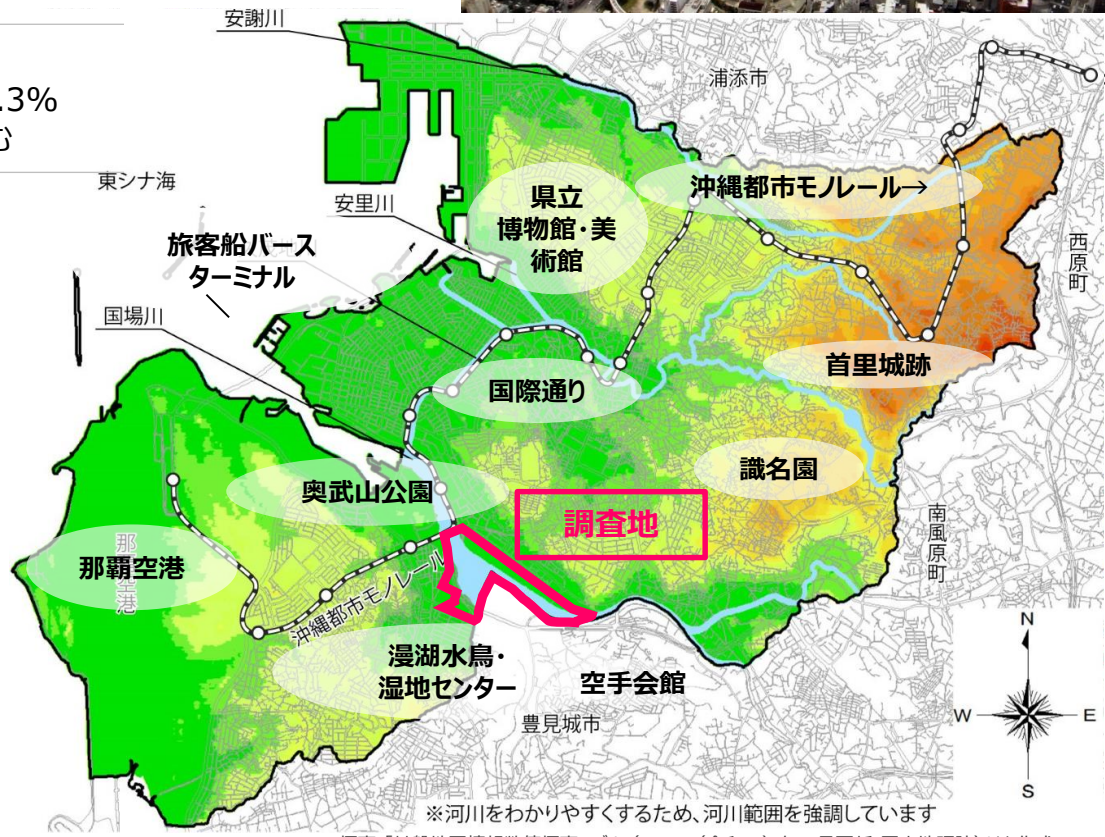 安謝川
.3%
浦添市
東シナ海
安里川
県立
博物館・美
術館
沖縄都市モノレール→
西原町
旅客船バース
ターミナル
国場川
首里城跡
国際通り
識名園
奥武山公園
調査地
南風原町
那覇空港
那覇空港
沖縄都市モノレール
漫湖水鳥・
湿地センター
空手会館
豊見城市
N
W
E
S
※河川をわかりやすくするため、河川範囲を強調しています